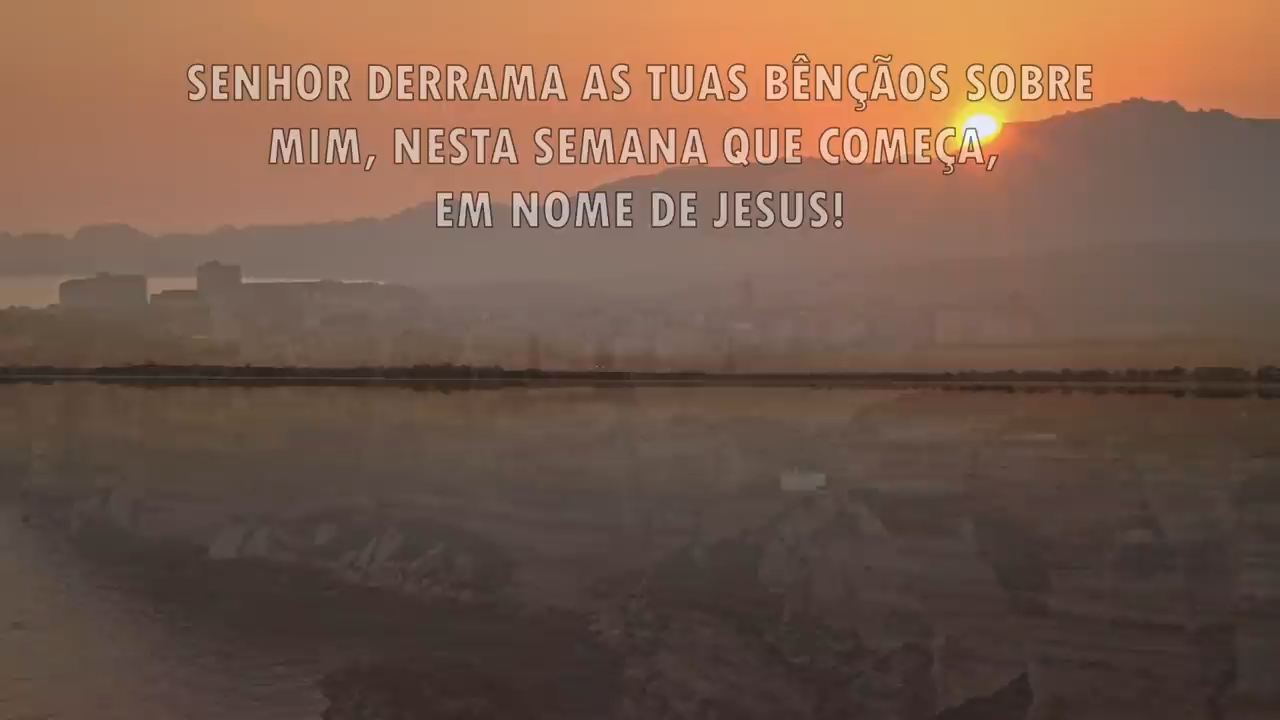 SENHOR DERRAMA AS TUAS BÊNÇÃOS SOBRE
MIM, NESTA SEMANA QUE COMEÇA,
EM NOME DE JESUS!